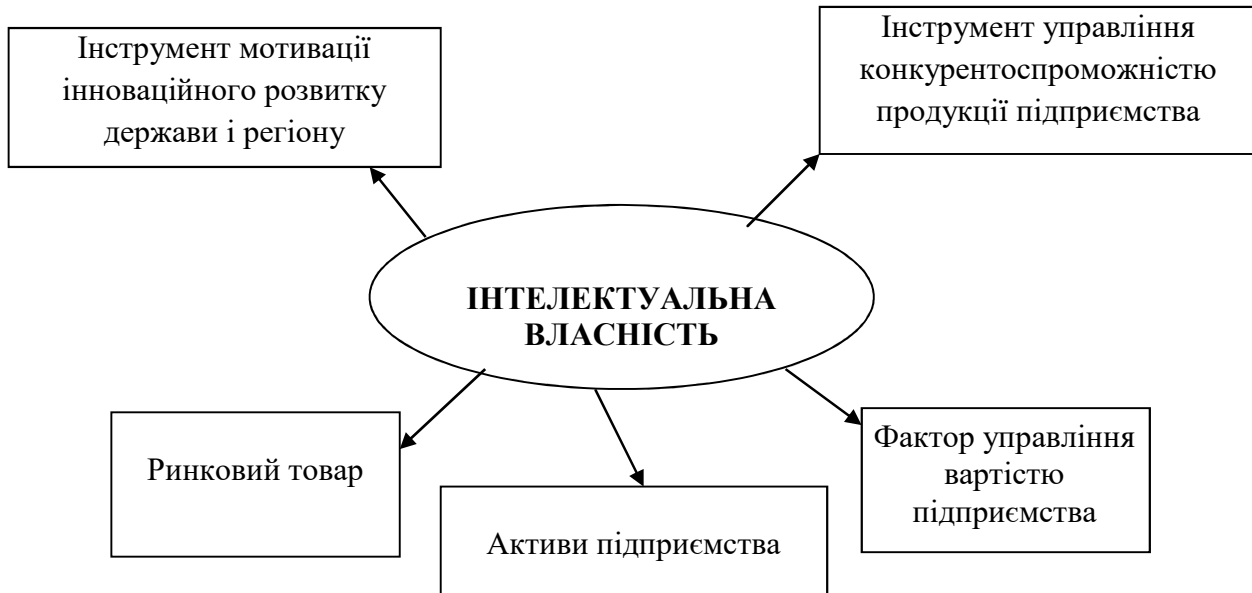 Інструмент мотивації
інноваційного розвитку
держави і регіону
Інструмент управління
конкурентоспроможністю
продукції підприємства
ІНТЕЛЕКТУАЛЬНА
ВЛАСНІСТЬ
Ринковий товар
Активи підприємства
Фактор управління
вартістю
підприємства